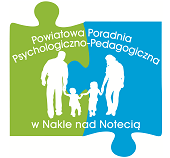 Powiatowa Poradnia
Psychologiczno-Pedagogiczna
w Nakle nad Notecią